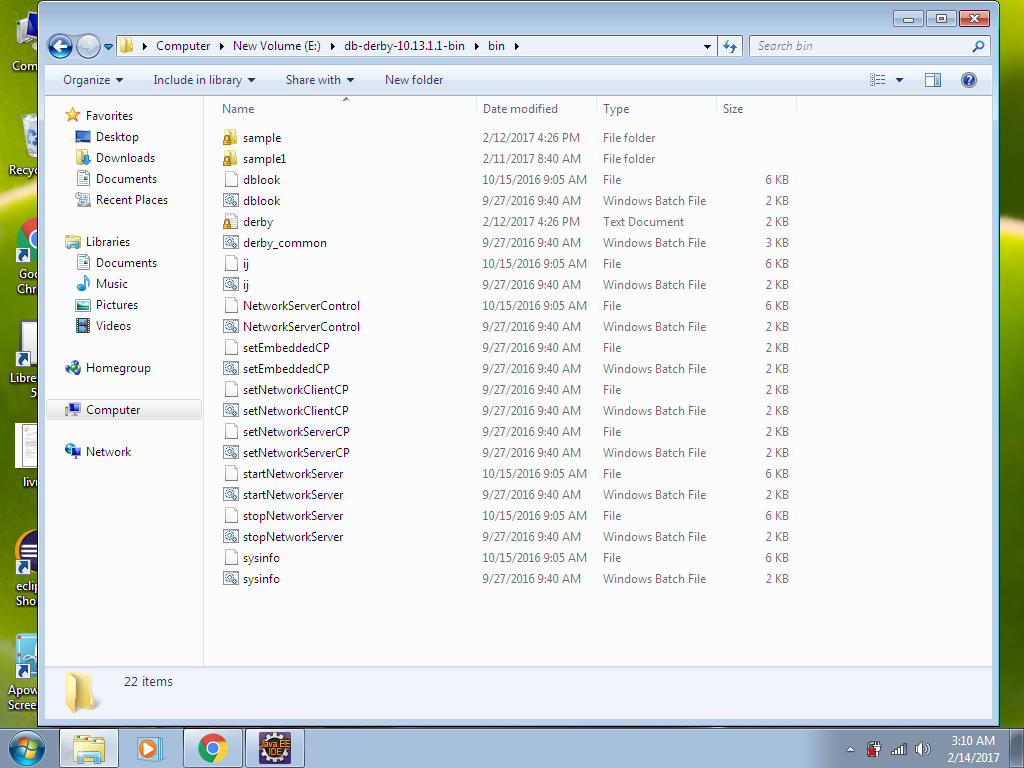 Computer New Volume (E:) db-derby-10.13.1.1-bin bin
Search bin
Organize Include in library Share with New folder
Favorites
Desktop
Downloads
Documents
Recent Places
Libraries
Documents
Music
Pictures
Videos
Homegroup
Computer
Network
Name Date modified Type Size
sample 2/12/2017 4:26 PM File folder
sample1 2/11/2017 8:40 AM File folder
dblook 10/15/2016 9:05 AM File 6 KB
dblook 9/27/2016 9:40 AM Windows Batch File 2 KB
derby 2/12/2017 4:26 PM Text Document 2 KB
derby_common 9/27/2016 9:40 AM Windows Batch File 3 KB
ij 10/15/2016 9:05 AM File 6 KB
ij 9/27/2016 9:40 AM Windows Batch File 2 KB
NetworkServerControl 10/15/2016 9:05 AM File 6 KB
NetworkServerControl 9/27/2016 9:40 AM Windows Batch File 2 KB
setEmbeddedCP 9/27/2016 9:40 AM File 2 KB
setEmbeddedCP 9/27/2016 9:40 AM Windows Batch File 2 KB
setNetworkClientCP 9/27/2016 9:40 AM File 2 KB
setNetworkClientCP 9/27/2016 9:40 AM Windows Batch File 2 KB
setNetworkServerCP 9/27/2016 9:40 AM File 2 KB
setNetworkServerCP 9/27/2016 9:40 AM Windows Batch File 2 KB
startNetworkServer 10/15/2016 9:05 AM File 6 KB
startNetworkServer 9/27/2016 9:40 AM Windows Batch File 2 KB
stopNetworkServer 10/15/2016 9:05 AM File 6 KB
stopNetworkServer 9/27/2016 9:40 AM Windows Batch File 2 KB
sysinfo 10/15/2016 9:05 AM File 6 KB
sysinfo 9/27/2016 9:40 AM Windows Batch File 2 KB
22 items
Com
Recyc
Goo
Chr
Libre
5
livr
eclip
Sho
Apow
Scree
Java EE
IDE
3:10 AM
2/14/2017